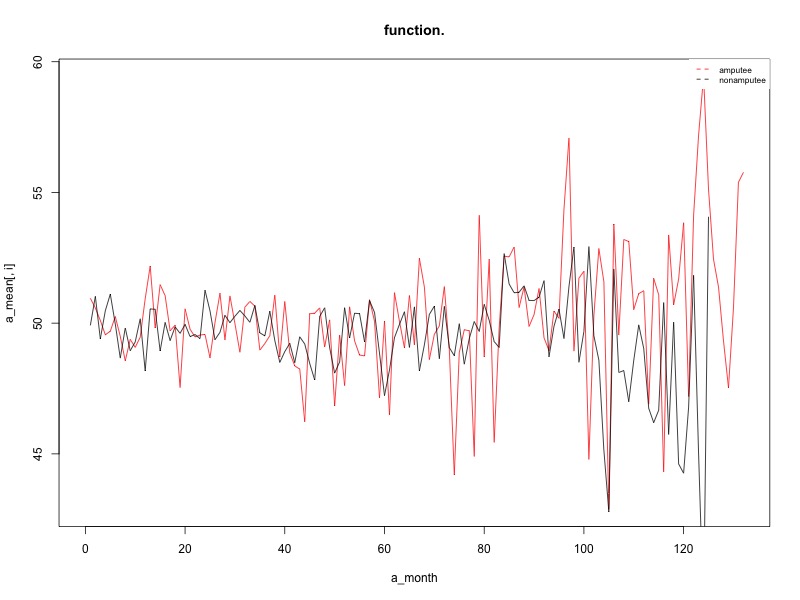 function.
amputee
nonamputee
60
55
50
45
a_mean[, i]
0 20 40 60 80 100 120
a_month